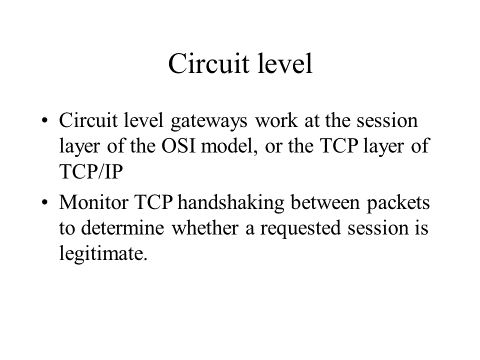 Circuit level
• Circuit level gateways work at the session
layer of the OSI model, or the TCP layer of
TCP/IP
• Monitor TCP handshaking between packets
to determine whether a requested session is
legitimate.